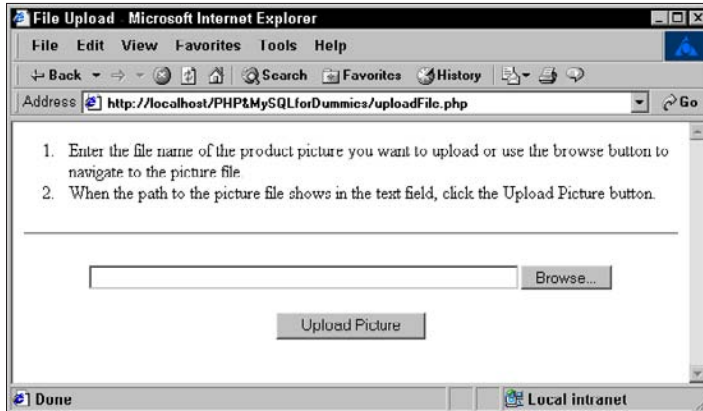 File Upload - Microsoft Internet Explorer
File Edit View Favorites Tools Help
Back Search Favorites History
Address http://localhost/PHP&MySQLforDummies/uploadFile.php Go
1. Enter the file name of the product picture you want to upload or use the browse button to
navigate to the picture file
2. When the path to the picture file shows in the text field, click the Upload Picture button.
Browse...
Upload Picture
Done Local intranet